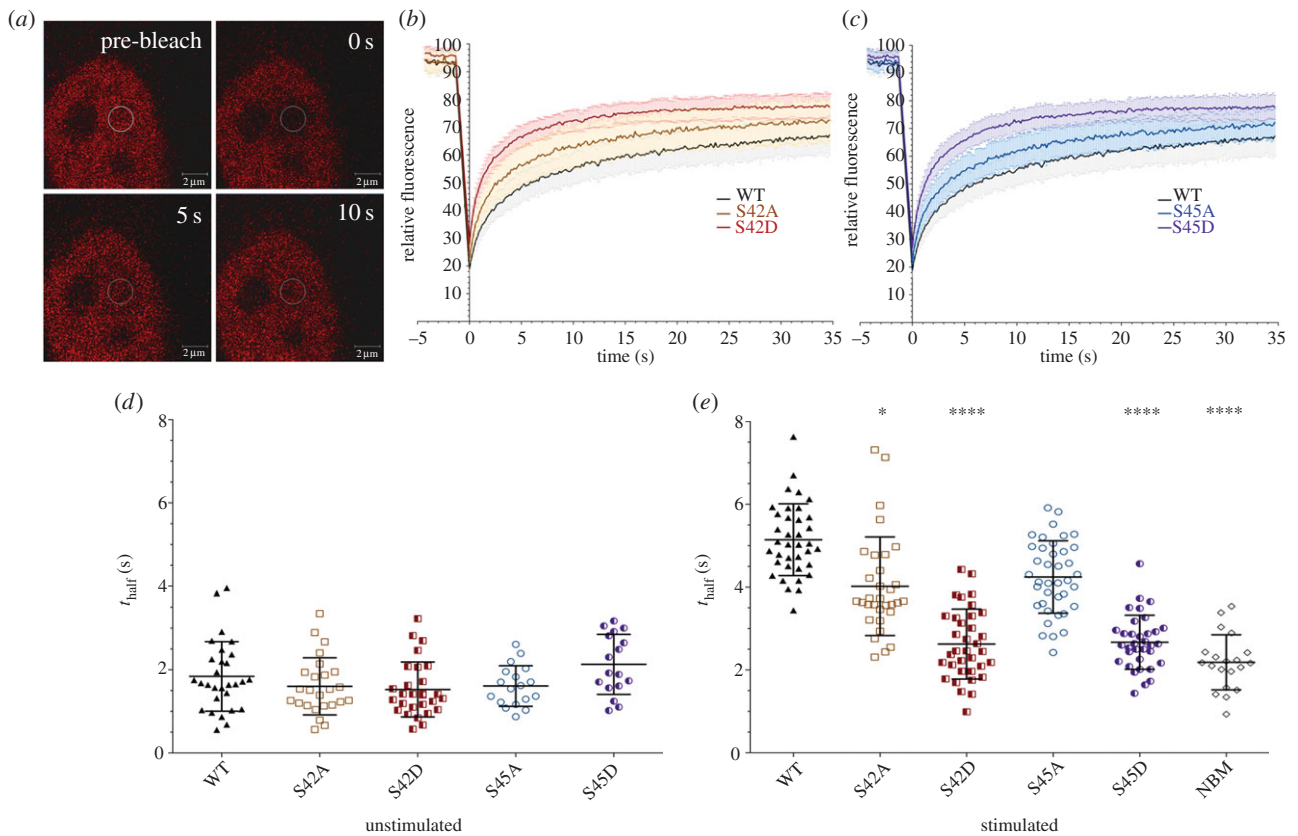 (a)
pre-bleach
0 s
2 µm
2 µm
5 s
10 s
2 µm
2 µm
(b)
relative fluorescence
100
90
80
70
60
50
40
30
20
10
–5
0
5
10
15
20
25
30
35
time (s)
WT
S42A
S42D
(c)
relative fluorescence
100
90
80
70
60
50
40
30
20
10
–5
0
5
10
15
20
25
30
35
time (s)
WT
S45A
S45D
(d)
t half (s)
8
6
4
2
0
WT
S42A
S42D
S45A
S45D
unstimulated
(e)
* **** **** ****
t half (s)
8
6
4
2
0
WT
S42A
S42D
S45A
S45D
NBM
stimulated